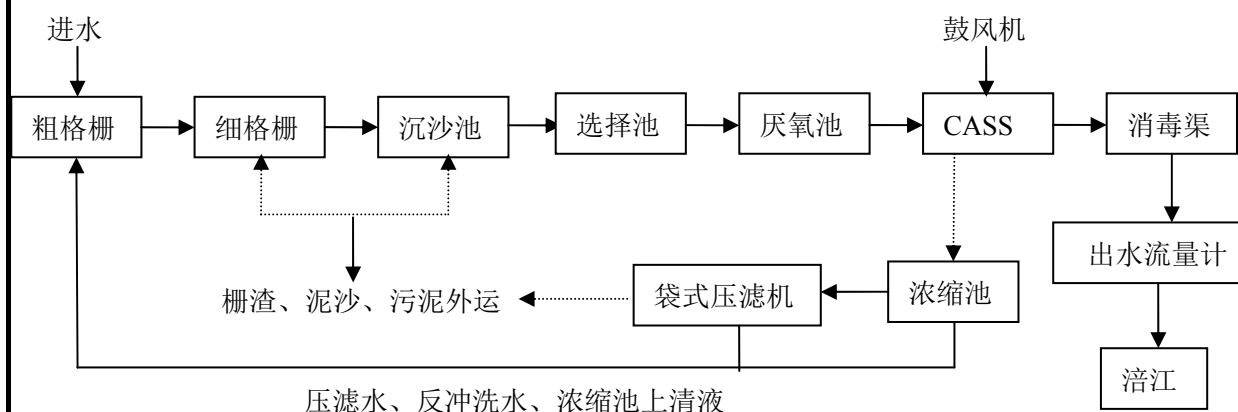 进水
鼓风机
粗格栅
细格栅
沉沙池
选择池
厌氧池
CASS
消毒渠
出水流量计
栅渣、泥沙、污泥外运
袋式压滤机
浓缩池
涪江
压滤水、反冲洗水、浓缩池上清液